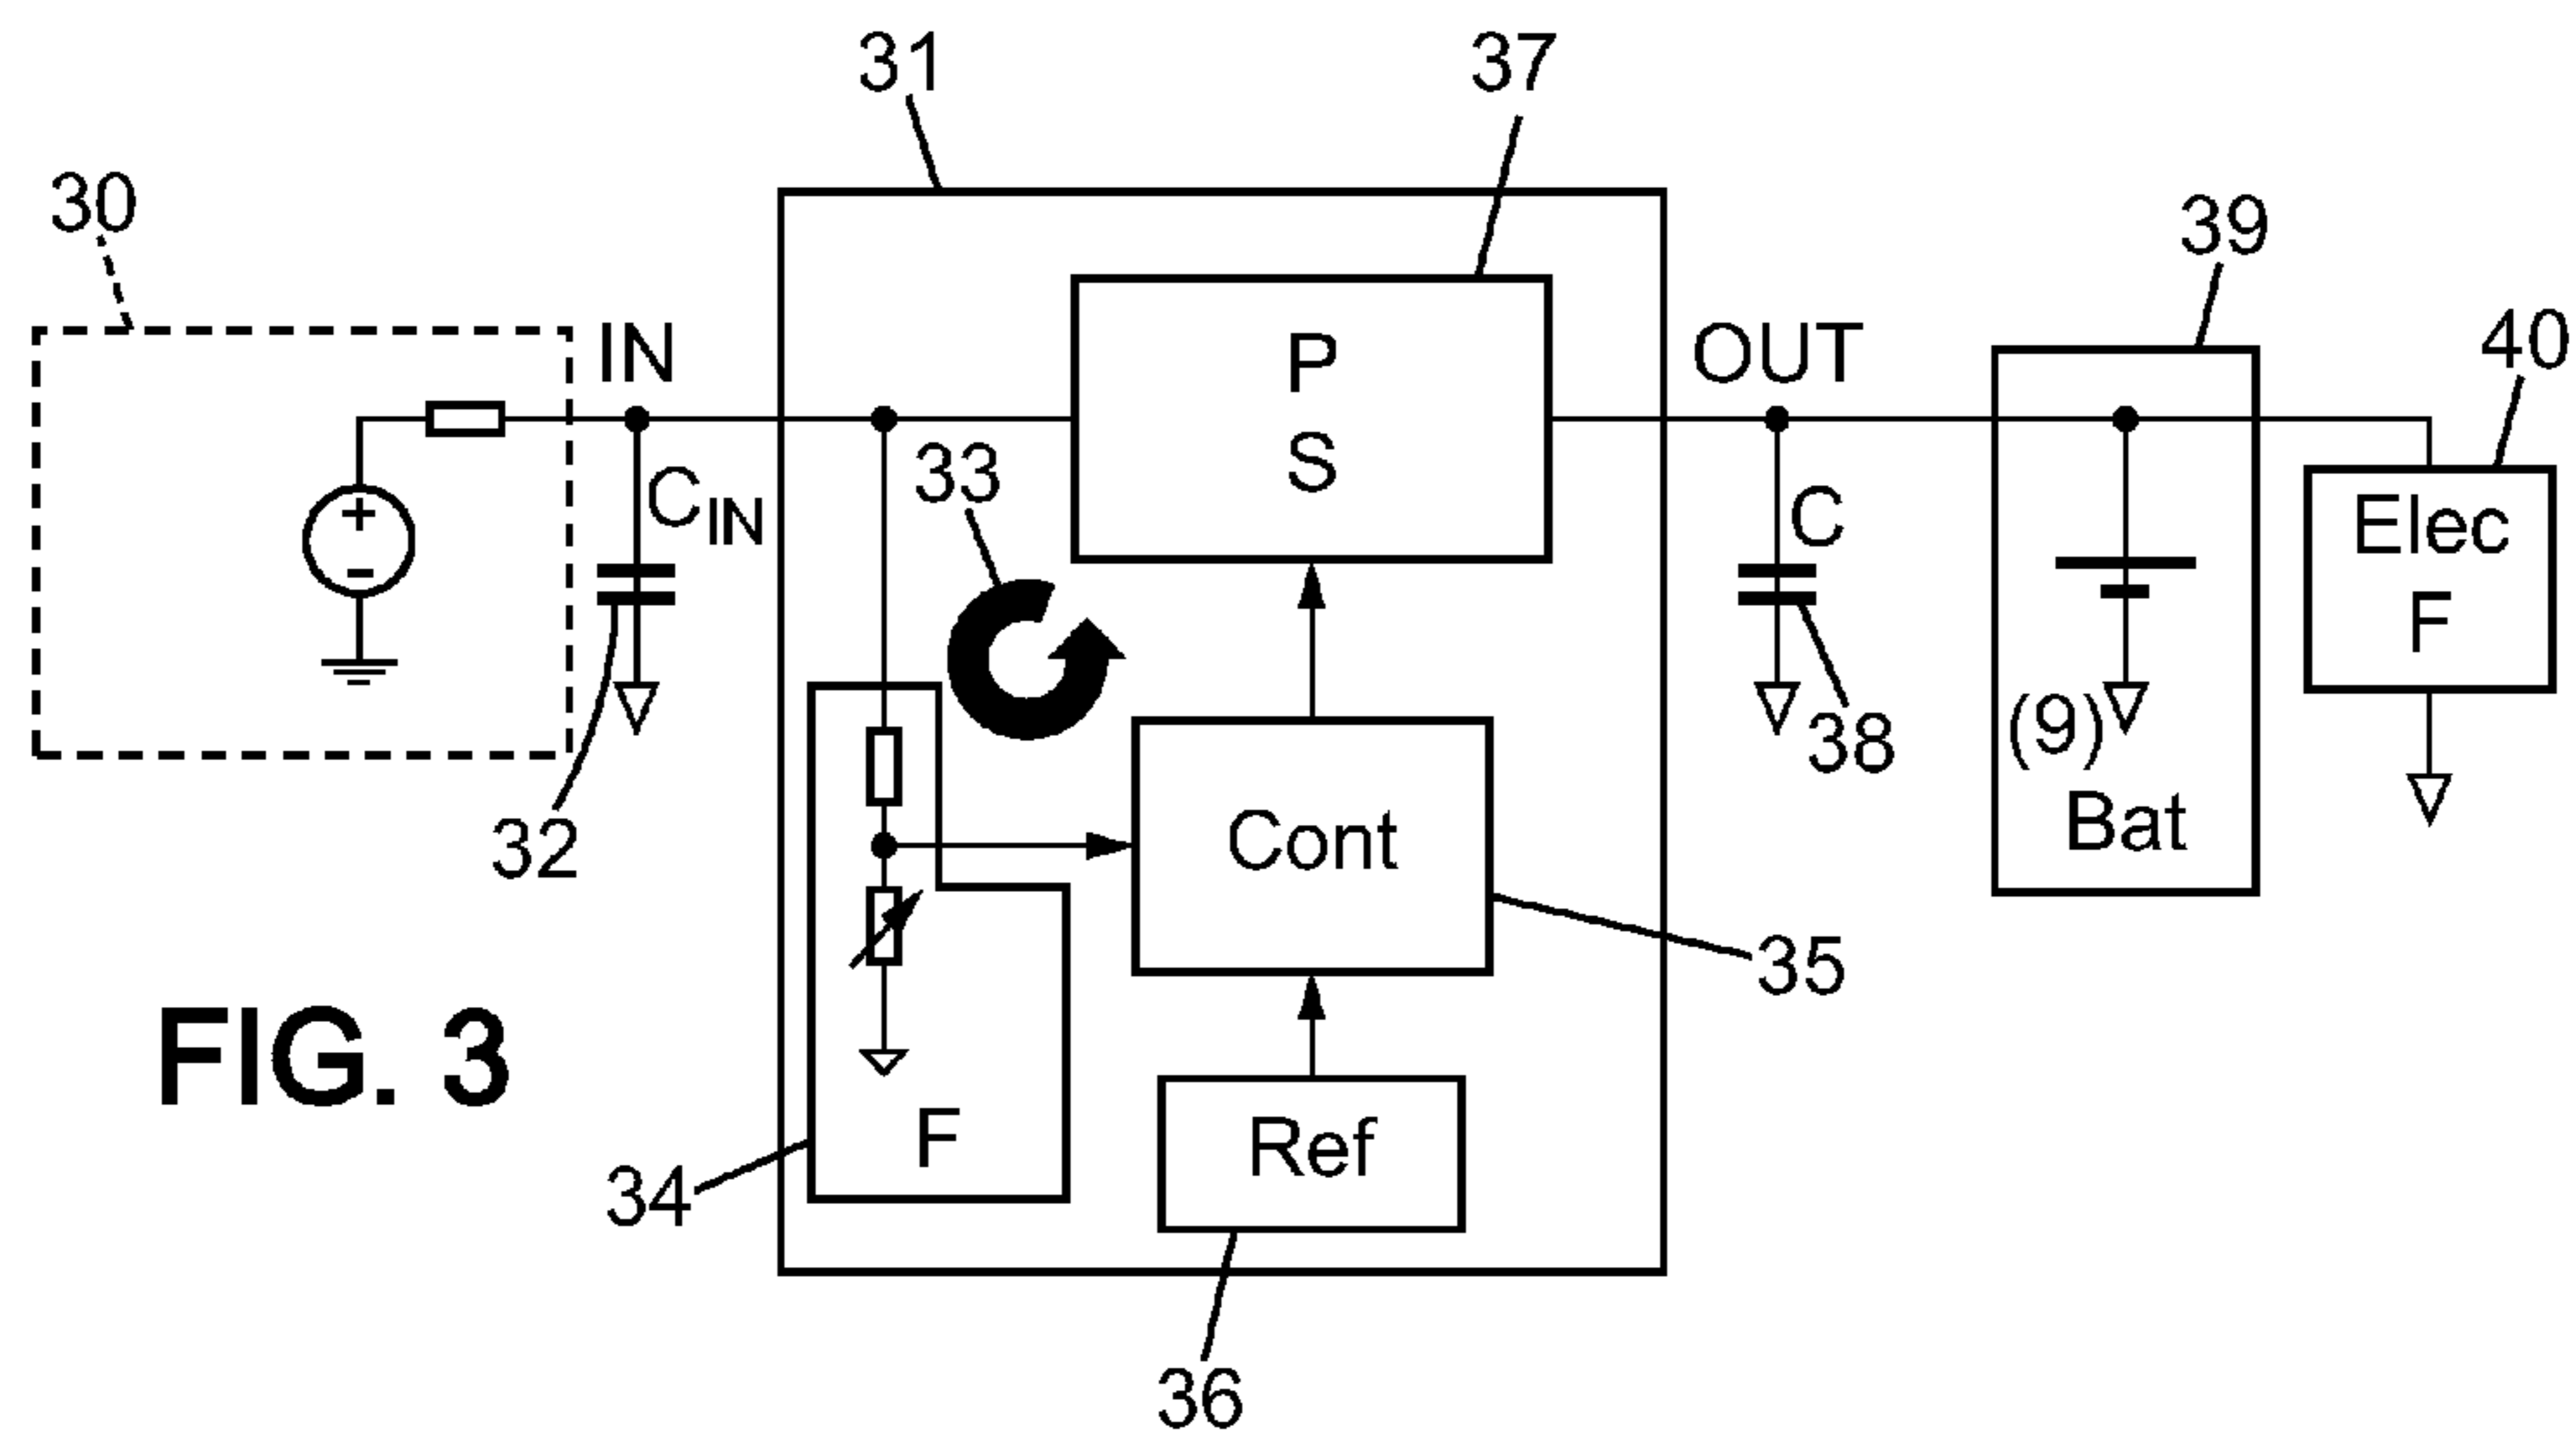 31
37
30
39
40
IN
OUT
P
S
33
C_IN
C
Elec
F
(9)
38
32
Cont
Bat
35
FIG. 3
F
Ref
34
36